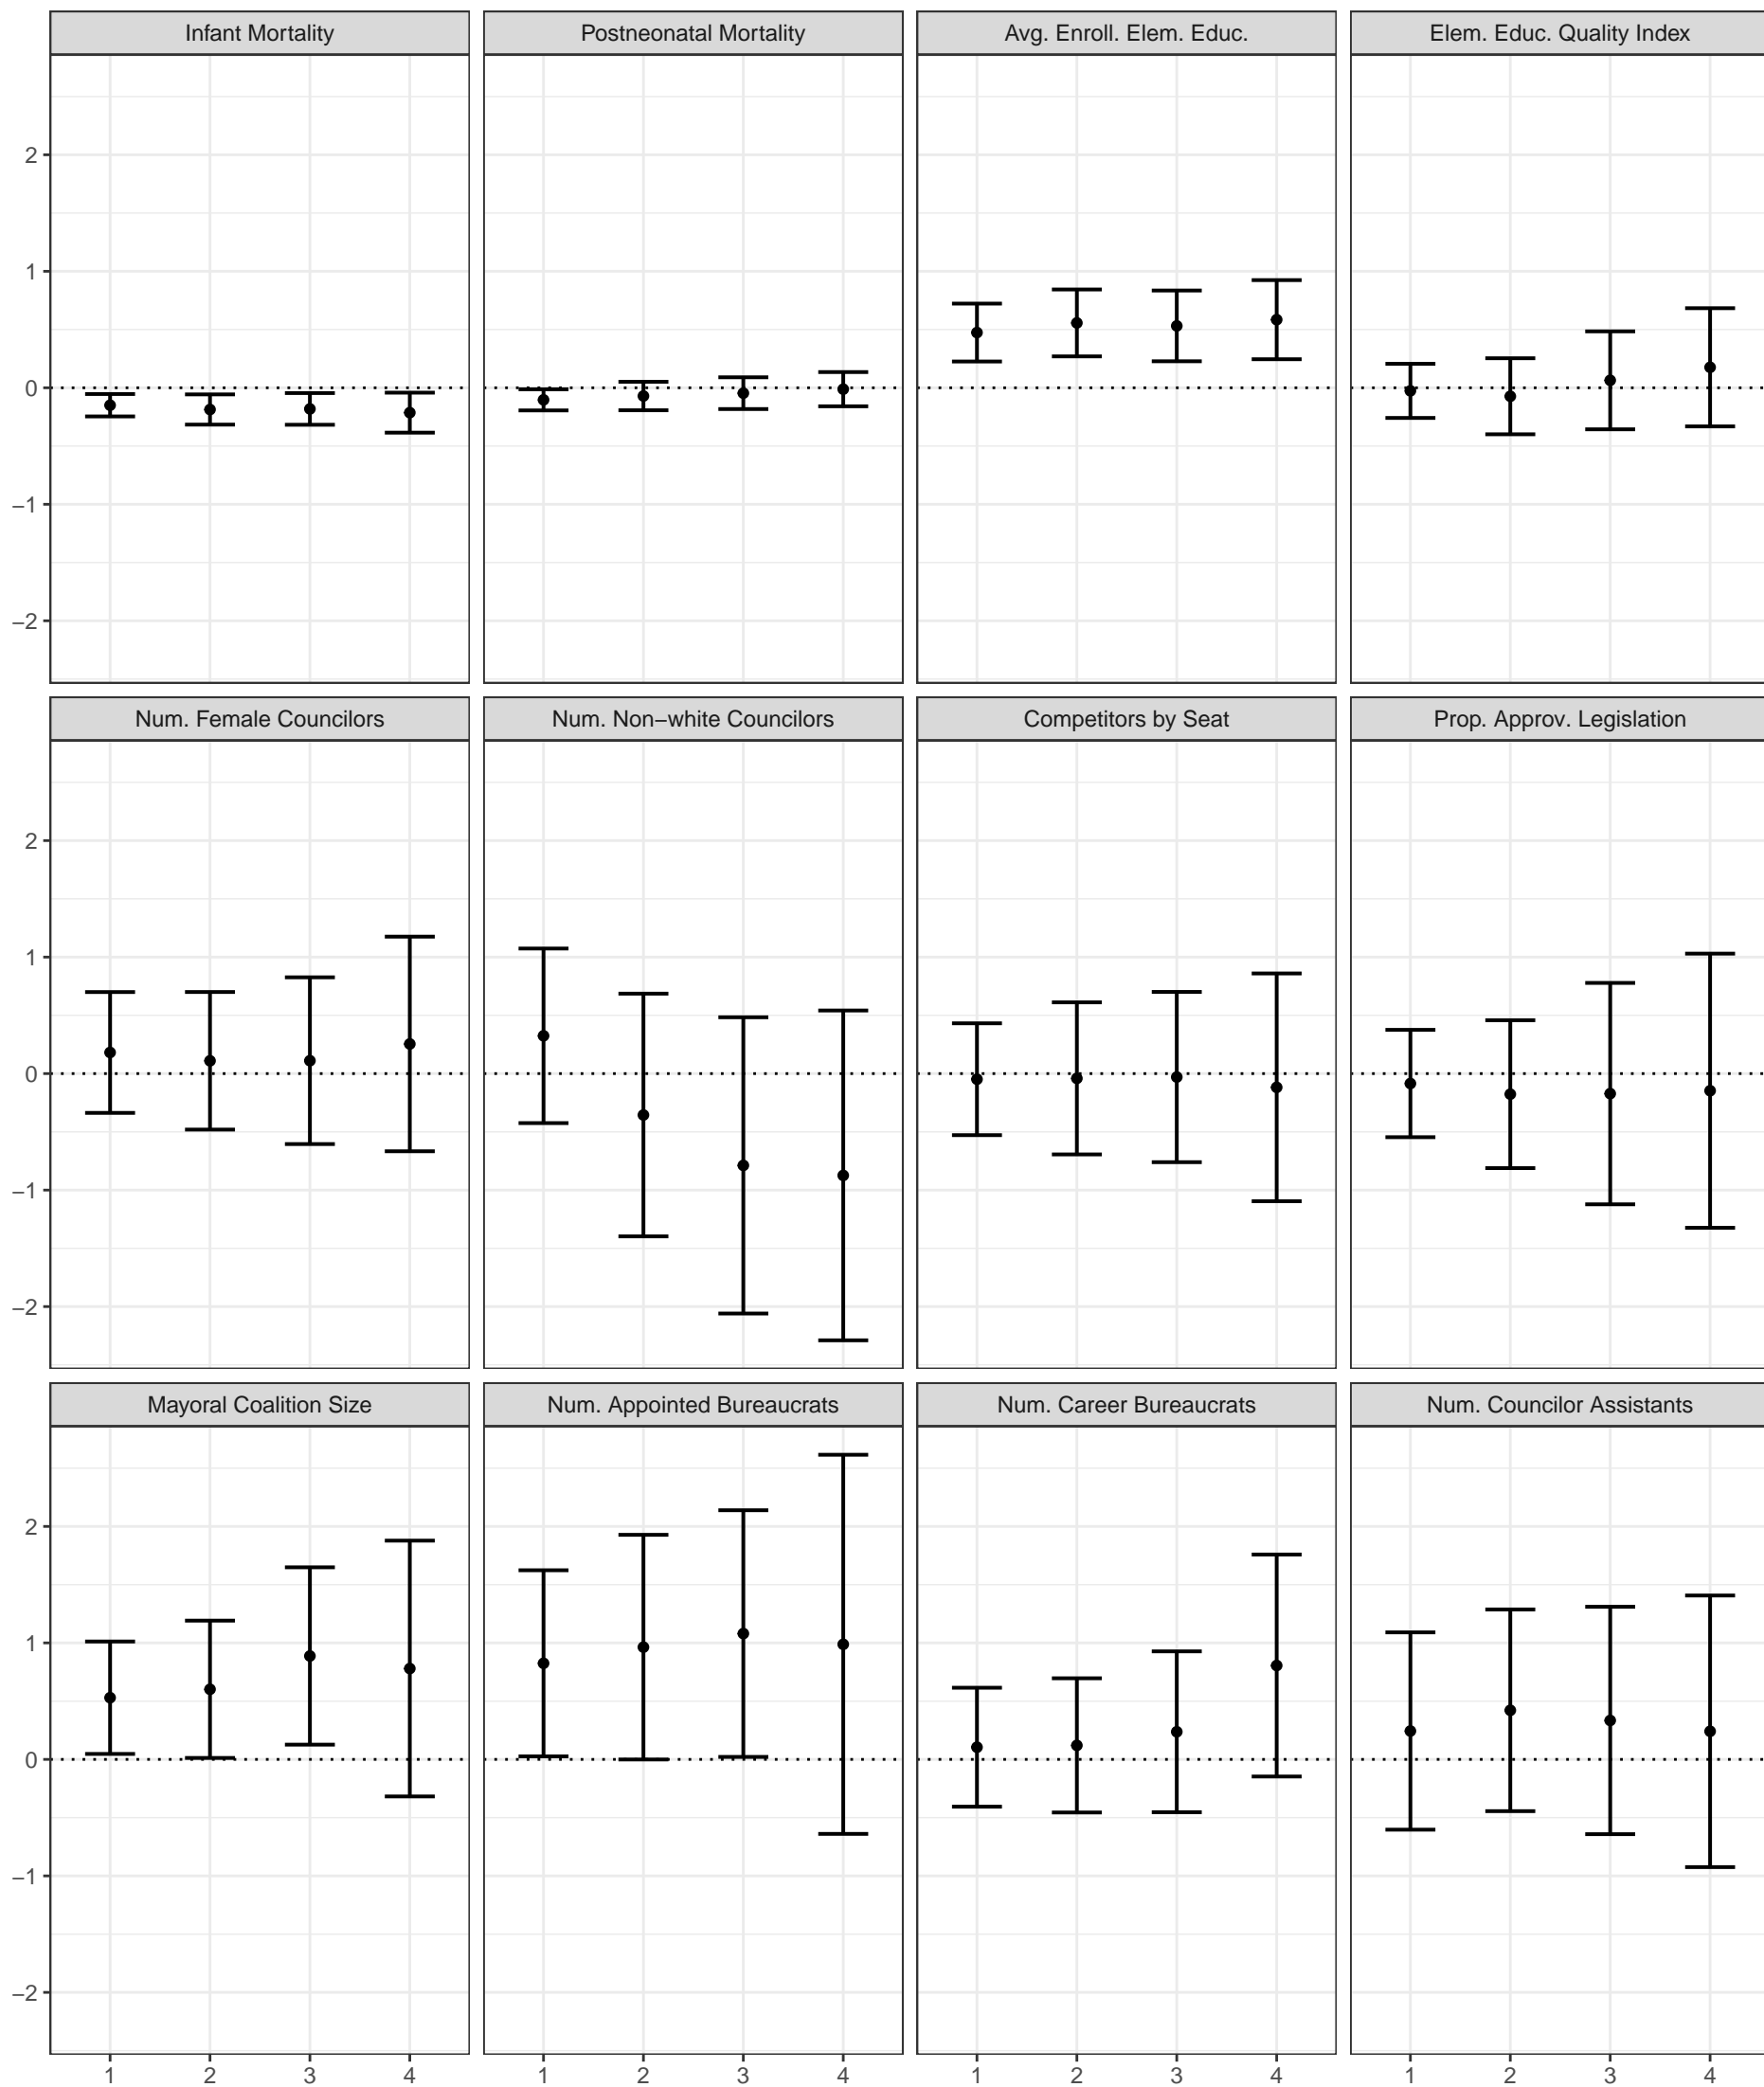 Infant Mortality
Postneonatal Mortality
Avg. Enroll. Elem. Educ.
Elem. Educ. Quality Index
2
1
0
−1
−2
Num. Female Councilors
Num. Non−white Councilors
Competitors by Seat
Prop. Approv. Legislation
2
1
0
−1
−2
Mayoral Coalition Size
Num. Appointed Bureaucrats
Num. Career Bureaucrats
Num. Councilor Assistants
2
1
0
−1
−2
1 2 3 4 1 2 3 4 1 2 3 4 1 2 3 4